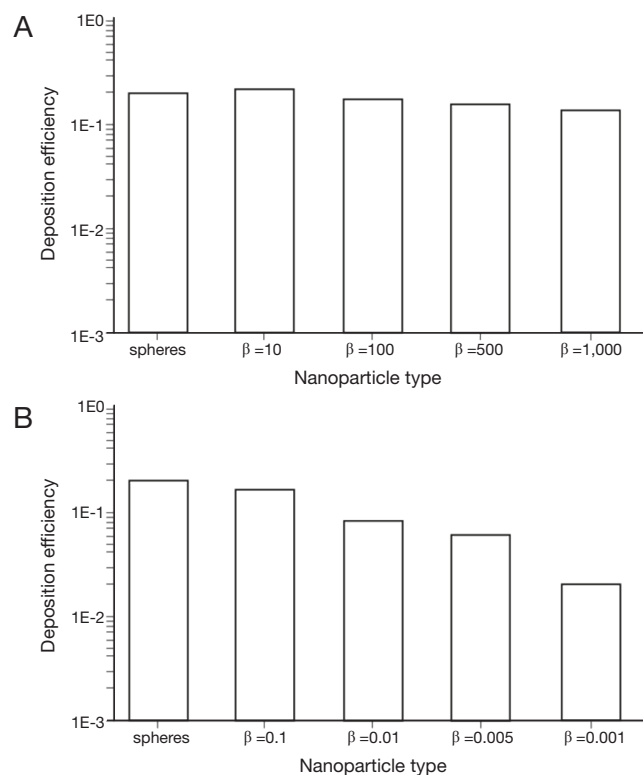 A
1E0
1E-1
1E-2
1E-3
Deposition efficiency
spheres β =10 β =100 β =500 β =1,000
Nanoparticle type
B
1E0
1E-1
1E-2
1E-3
Deposition efficiency
spheres β =0.1 β =0.01 β =0.005 β =0.001
Nanoparticle type